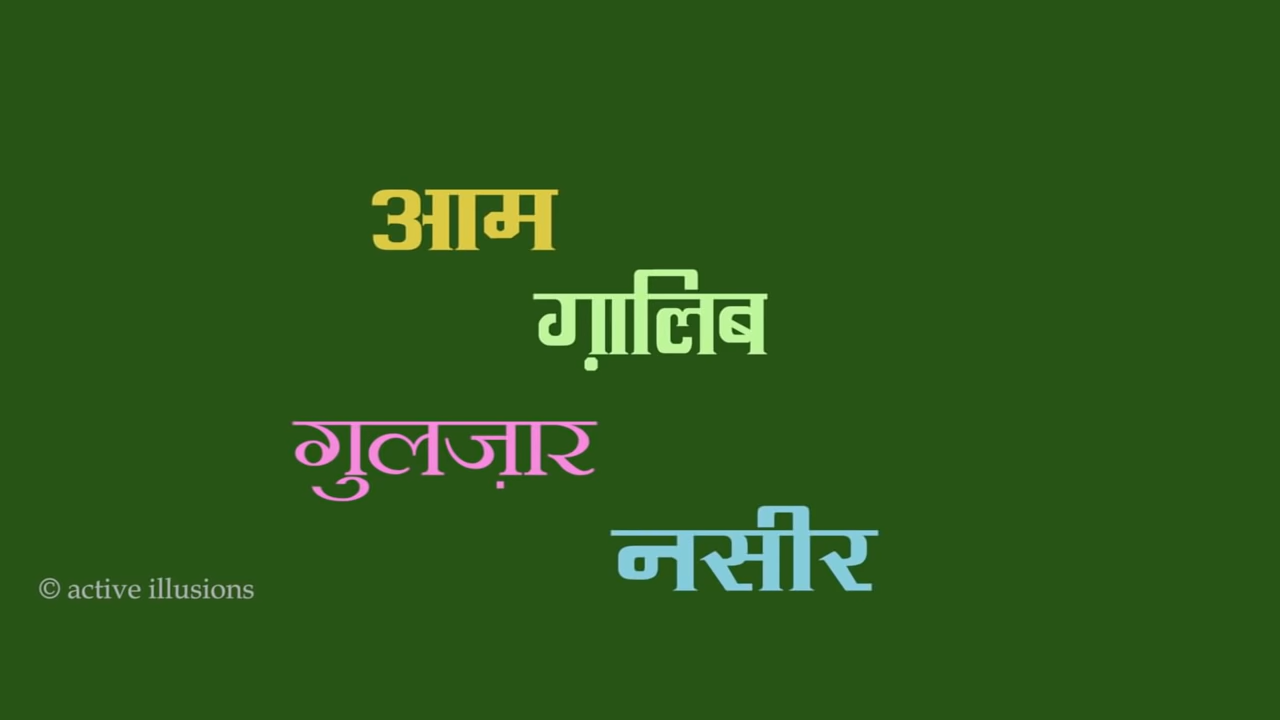 आम
ग़ालिब
गुलज़ार
नसीर
© active illusions